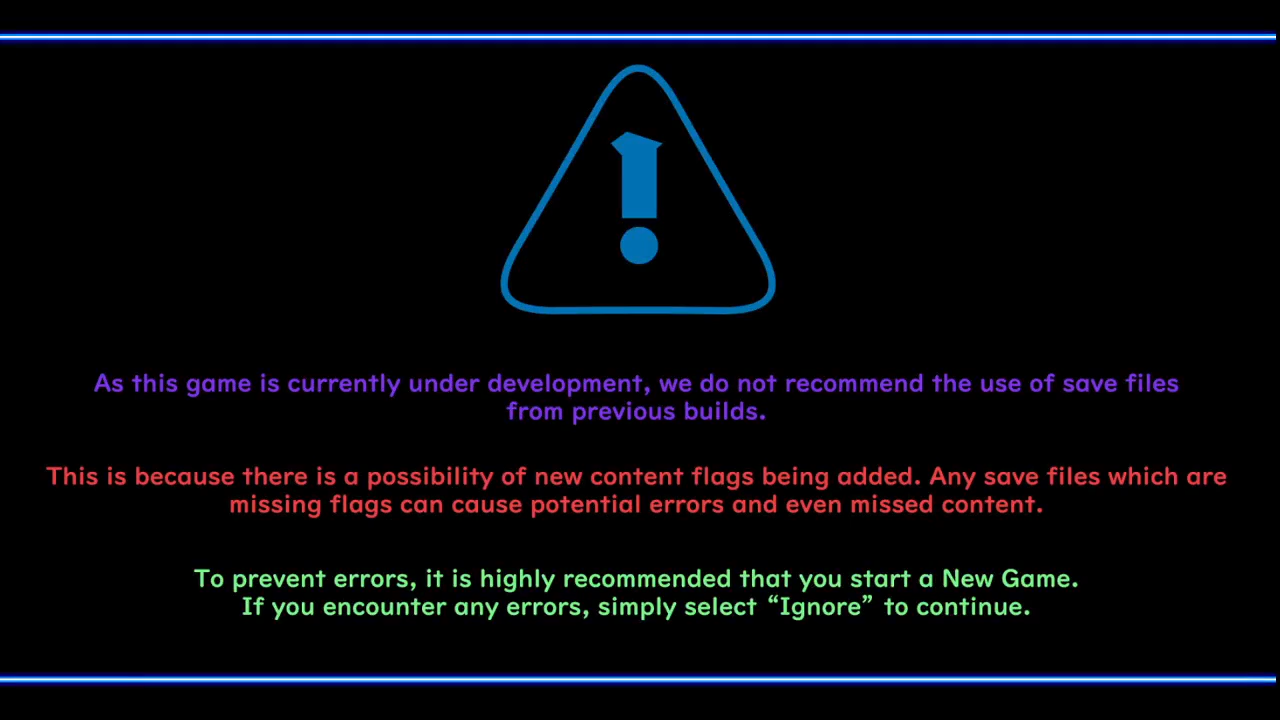 As this game is currently under development, we do not recommend the use of save files
from previous builds.
This is because there is a possibility of new content flags being added. Any save files which are
missing flags can cause potential errors and even missed content.
To prevent errors, it is highly recommended that you start a New Game.
If you encounter any errors, simply select “Ignore” to continue.